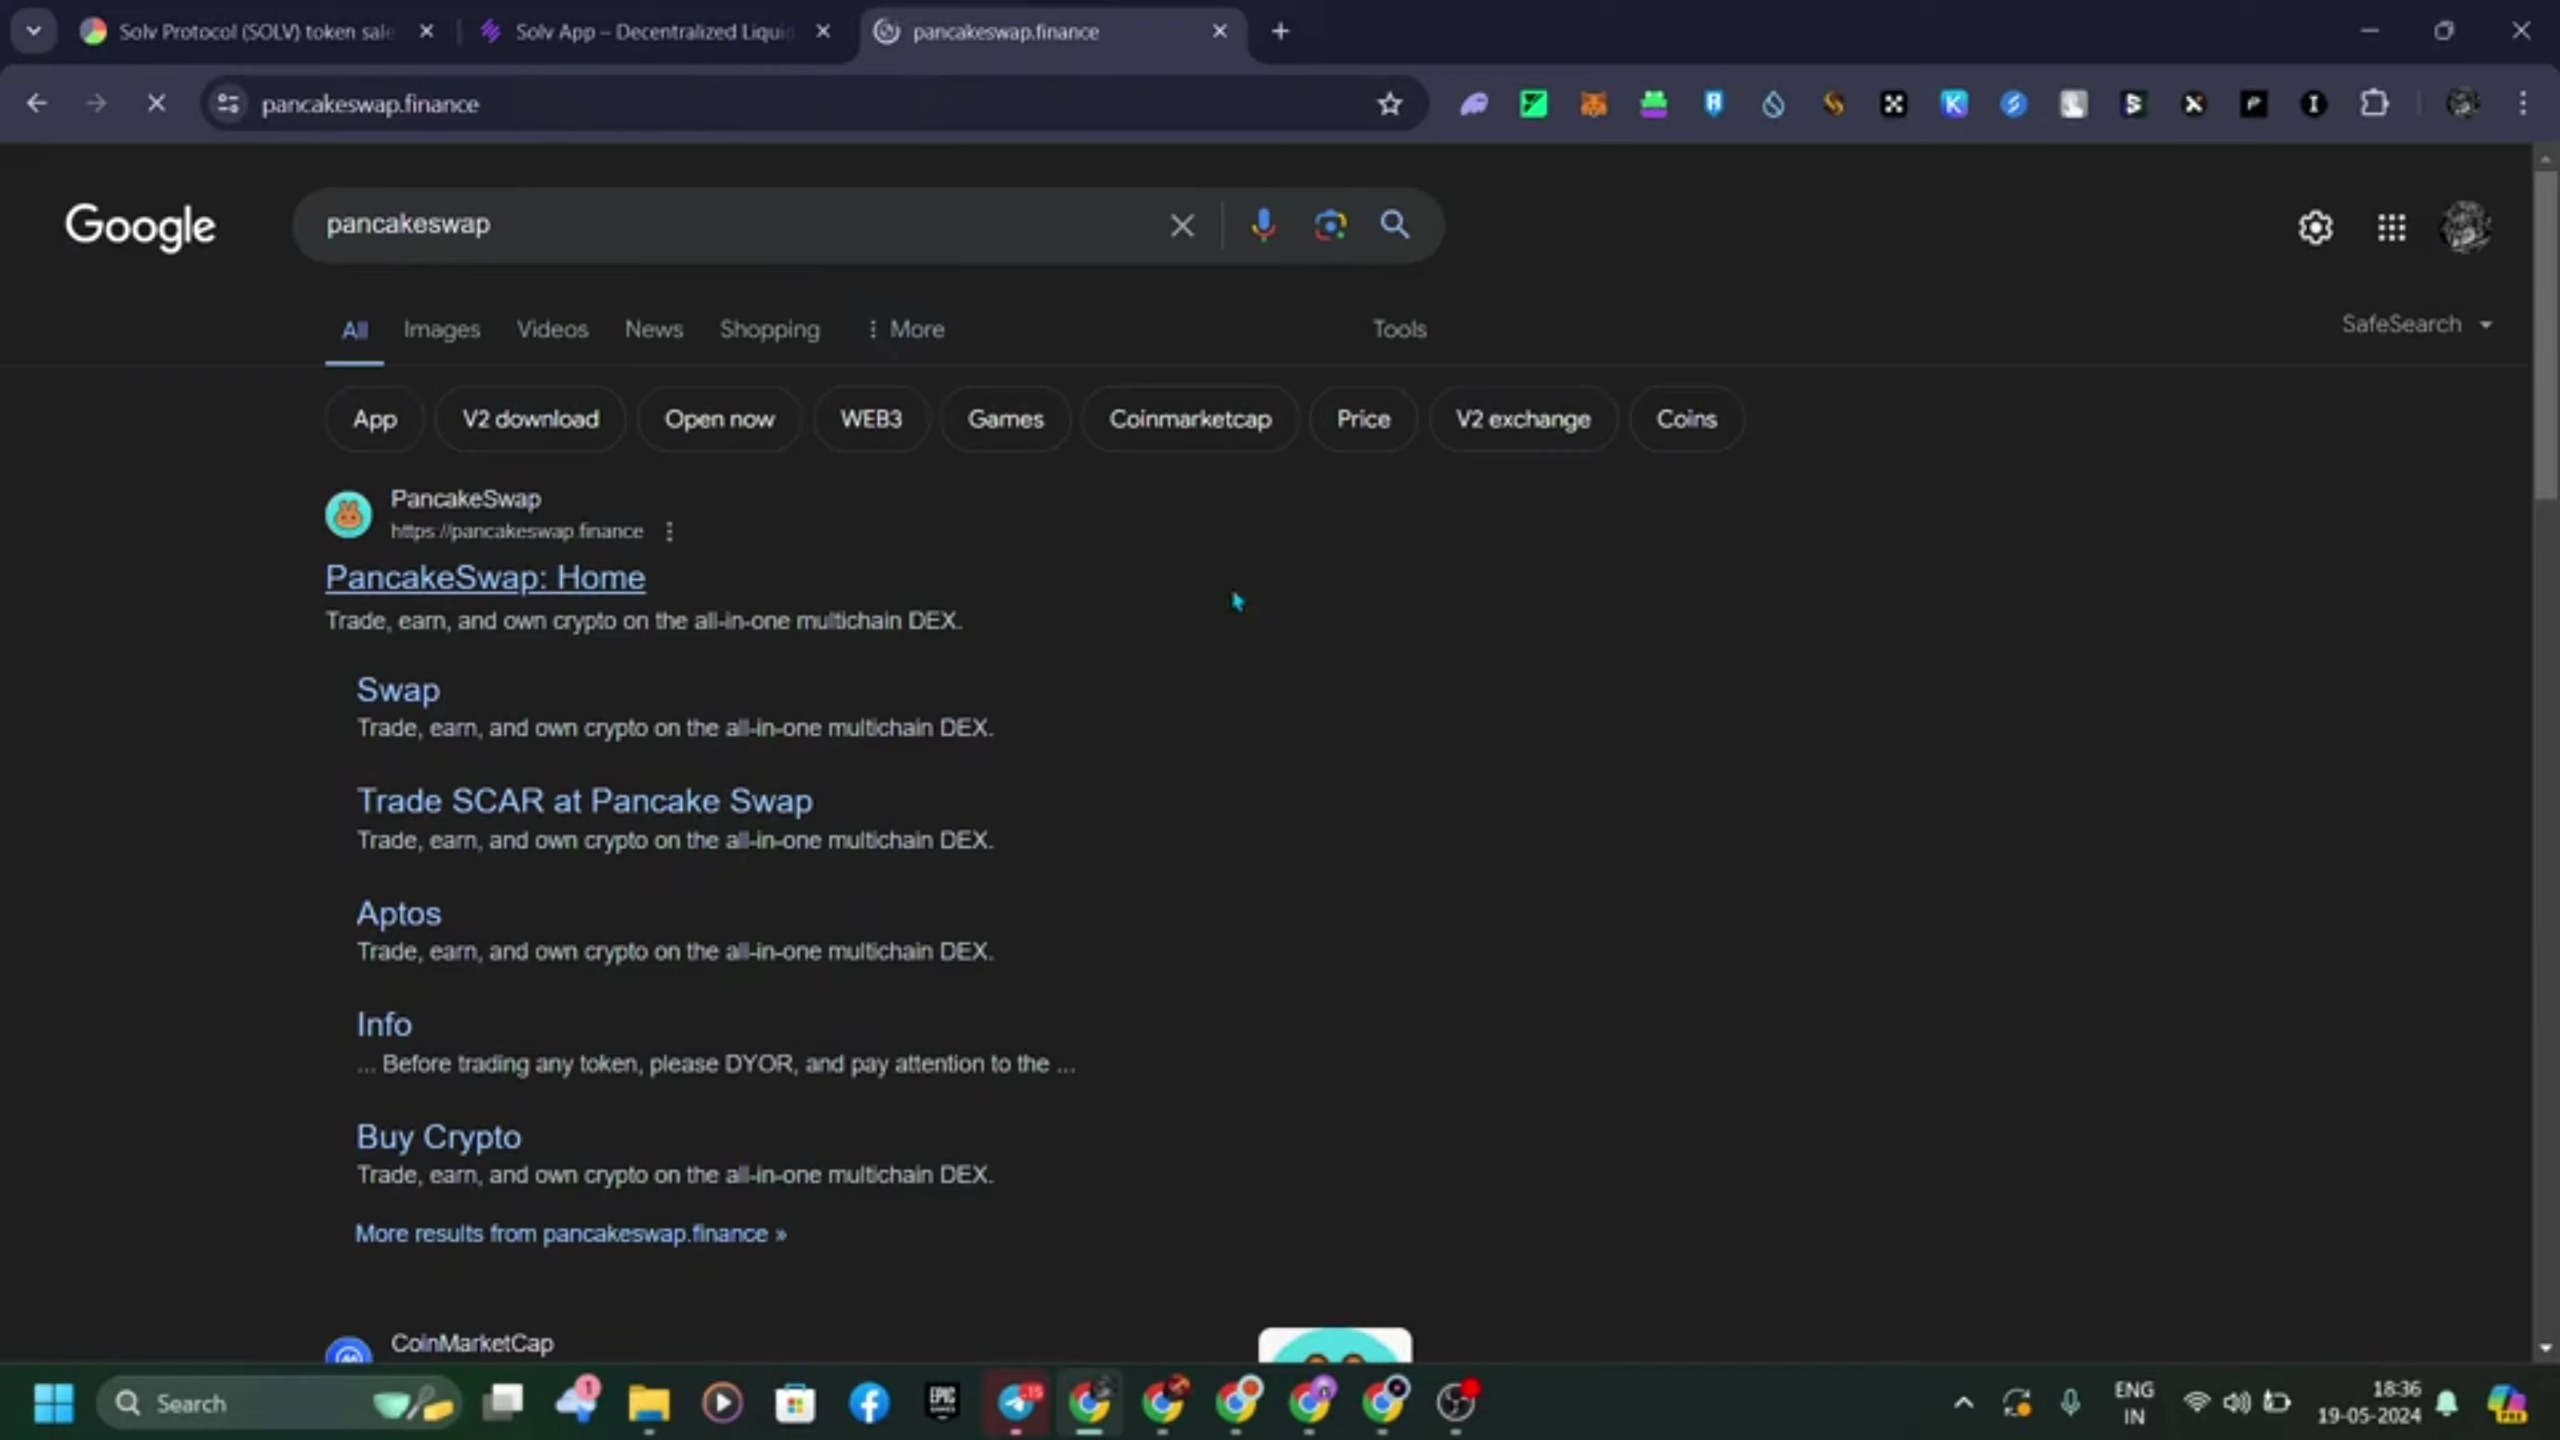 Solv Protocol (SOLV) token sale
Solv App – Decentralized Liqui
pancakeswap.finance
pancakeswap.finance
Google
pancakeswap
All
Images
Videos
News
Shopping
More
Tools
SafeSearch
App
V2 download
Open now
WEB3
Games
Coinmarketcap
Price
V2 exchange
Coins
PancakeSwap
https://pancakeswap.finance
PancakeSwap: Home
Trade, earn, and own crypto on the all-in-one multichain DEX.
Swap
Trade, earn, and own crypto on the all-in-one multichain DEX.
Trade SCAR at Pancake Swap
Trade, earn, and own crypto on the all-in-one multichain DEX.
Aptos
Trade, earn, and own crypto on the all-in-one multichain DEX.
Info
... Before trading any token, please DYOR, and pay attention to the ...
Buy Crypto
Trade, earn, and own crypto on the all-in-one multichain DEX.
More results from pancakeswap.finance »
CoinMarketCap
Search
1
EPIC
15
ENG
IN
18:36
19-05-2024